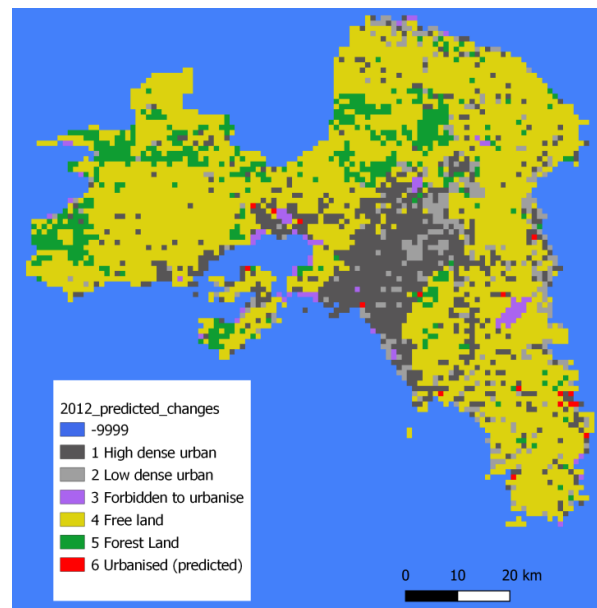 2012_predicted_changes
-9999
1 High dense urban
2 Low dense urban
3 Forbidden to urbanise
4 Free land
5 Forest Land
6 Urbanised (predicted)
0 10 20 km